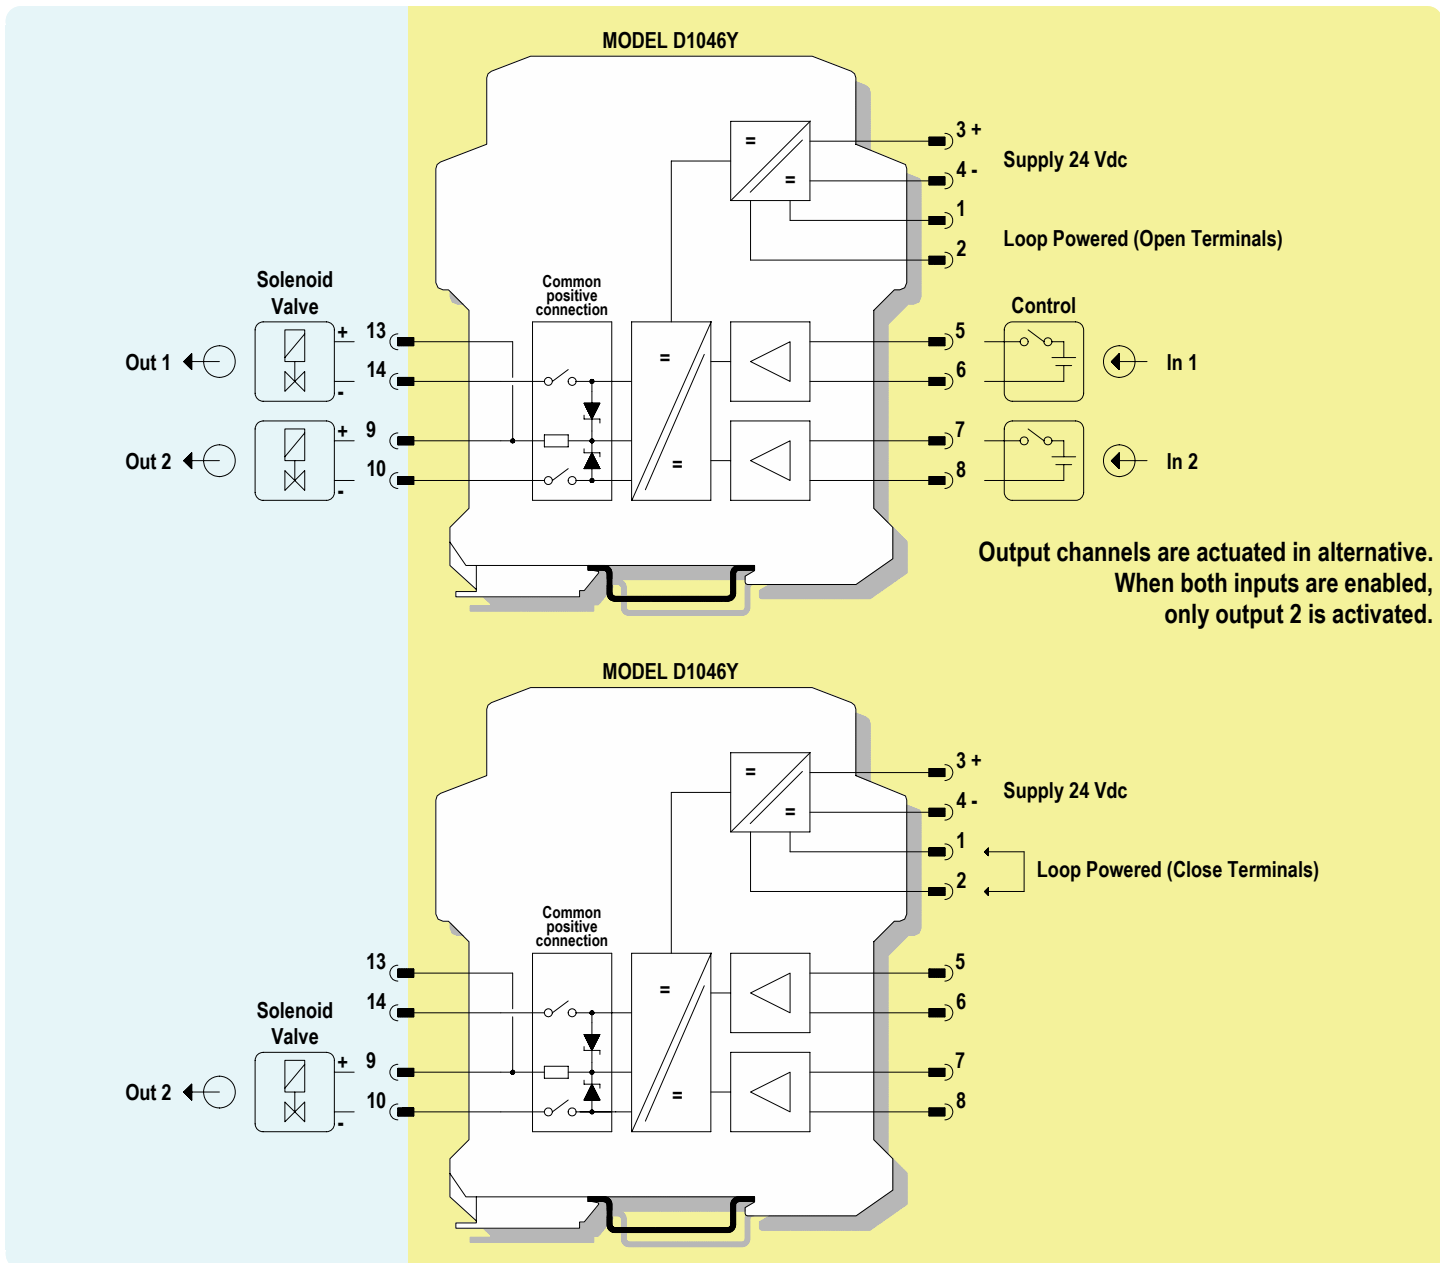 MODEL D1046Y
3 +
Supply 24 Vdc
4 -
1
Loop Powered (Open Terminals)
2
Solenoid
Valve
Common
positive
connection
Control
+ 13
5
Out 1
In 1
14
6
-
+ 9
7
Out 2
In 2
10
8
-
Output channels are actuated in alternative.
When both inputs are enabled,
only output 2 is activated.
MODEL D1046Y
3 +
Supply 24 Vdc
4 -
1
Loop Powered (Close Terminals)
2
Common
positive
connection
13
5
14
6
Solenoid
Valve
+ 9
7
Out 2
10
8
-